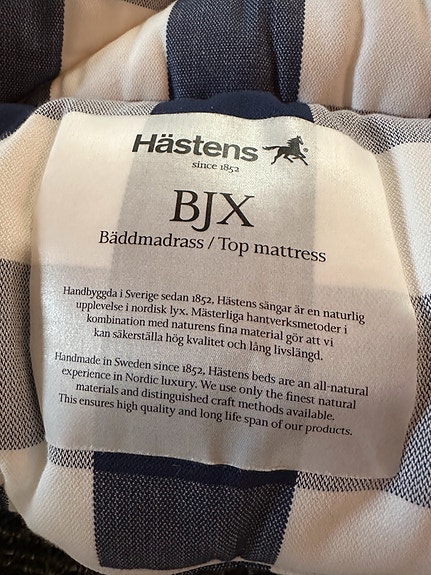 Hästens
since 1852
BJX
Bäddmadrass / Top mattress
Handbyggda i Sverige sedan 1852, Hästens sängar är en naturlig
upplevelse i nordisk lyx. Mästerliga hantverksmetoder i
kombination med naturens fina material gör att vi
kan säkerställa hög kvalitet och lång livslängd.
Handmade in Sweden since 1852, Hästens beds are an all-natural
experience in Nordic luxury. We use only the finest natural
materials and distinguished craft methods available.
This ensures high quality and long life span of our products.